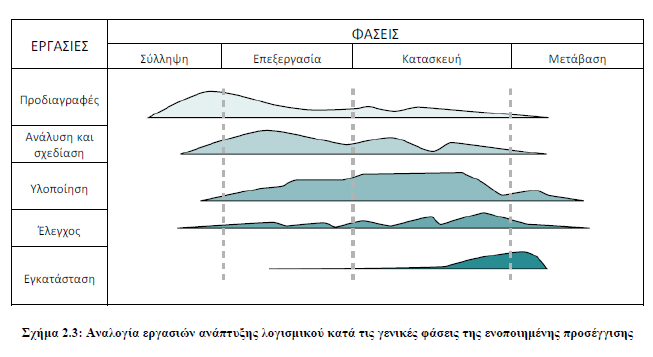 ΕΡΓΑΣΙΕΣ
ΦΑΣΕΙΣ
Σύλληψη
Επεξεργασία
Κατασκευή
Μετάβαση
Προδιαγραφές
Ανάλυση και
σχεδίαση
Υλοποίηση
Έλεγχος
Εγκατάσταση
Σχήμα 2.3: Αναλογία εργασιών ανάπτυξης λογισμικού κατά τις γενικές φάσεις της ενοποιημένης προσέγγισης